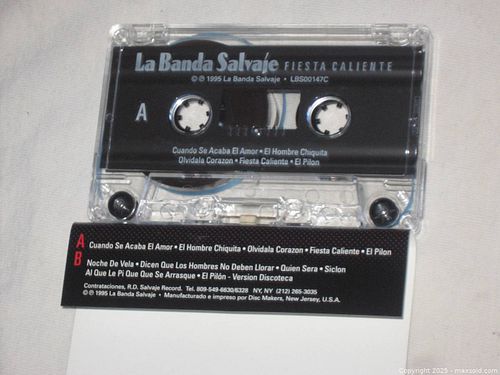 La Banda Salvaje FIESTA CALIENTE
© ℗ 1995 La Banda Salvaje • LBS00147C
A
Cuando Se Acaba El Amor • El Hombre Chiquita
Olvidala Corazon • Fiesta Caliente • El Pilon
A Cuando Se Acaba El Amor • El Hombre Chiquita • Olvidala Corazon • Fiesta Caliente • El Pilon
B Noche De Vela • Dicen Que Los Hombres No Deben Llorar • Quien Sera • Siclon
Al Que Le Pi Que Que Se Arrasque • El Pilón - Version Discoteca
Contrataciones, R.D. Salvaje Record. Tel. 809-549-6630/6328 NY, NY (212) 265-3035
© ℗ 1995 La Banda Salvaje • Manufacturado e impreso por Disc Makers, New Jersey, U.S.A.
Copyright 2025 - maxsold.com